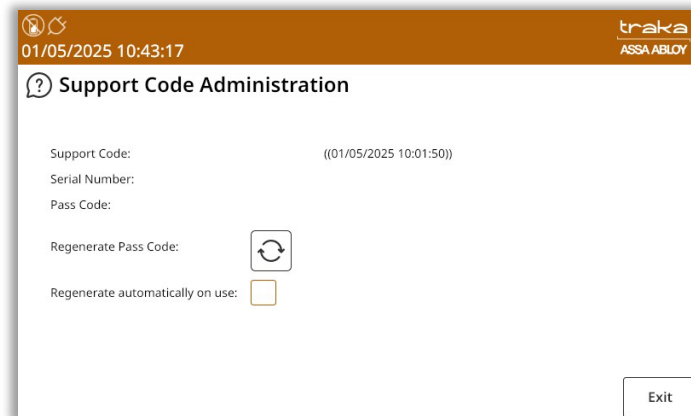 traka
01/05/2025 10:43:17
ASSA ABLOY
Support Code Administration
Support Code: ((01/05/2025 10:01:50))
Serial Number:
Pass Code:
Regenerate Pass Code:
Regenerate automatically on use:
Exit